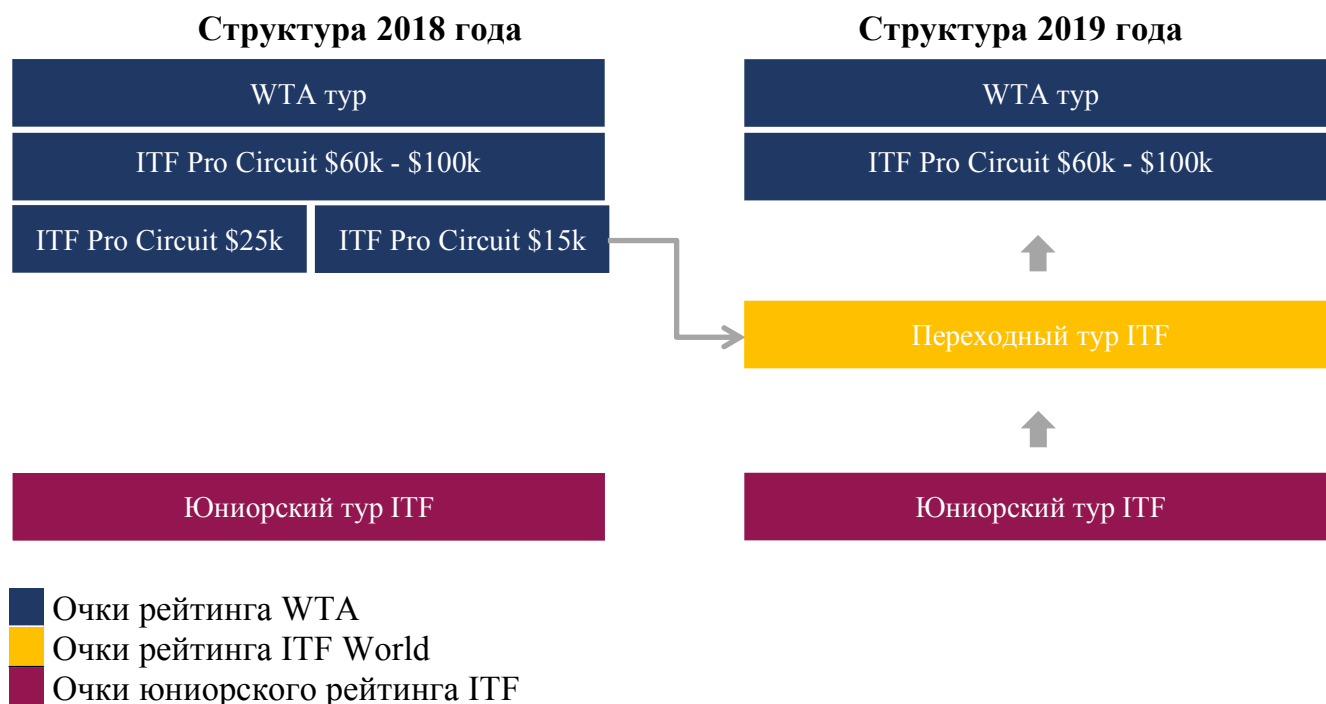 Структура 2018 года
Структура 2019 года
WTA тур
WTA тур
ITF Pro Circuit $60k - $100k
ITF Pro Circuit $60k - $100k
ITF Pro Circuit $25k
ITF Pro Circuit $15k
Переходный тур ITF
Юниорский тур ITF
Юниорский тур ITF
Очки рейтинга WTA
Очки рейтинга ITF World
Очки юниорского рейтинга ITF